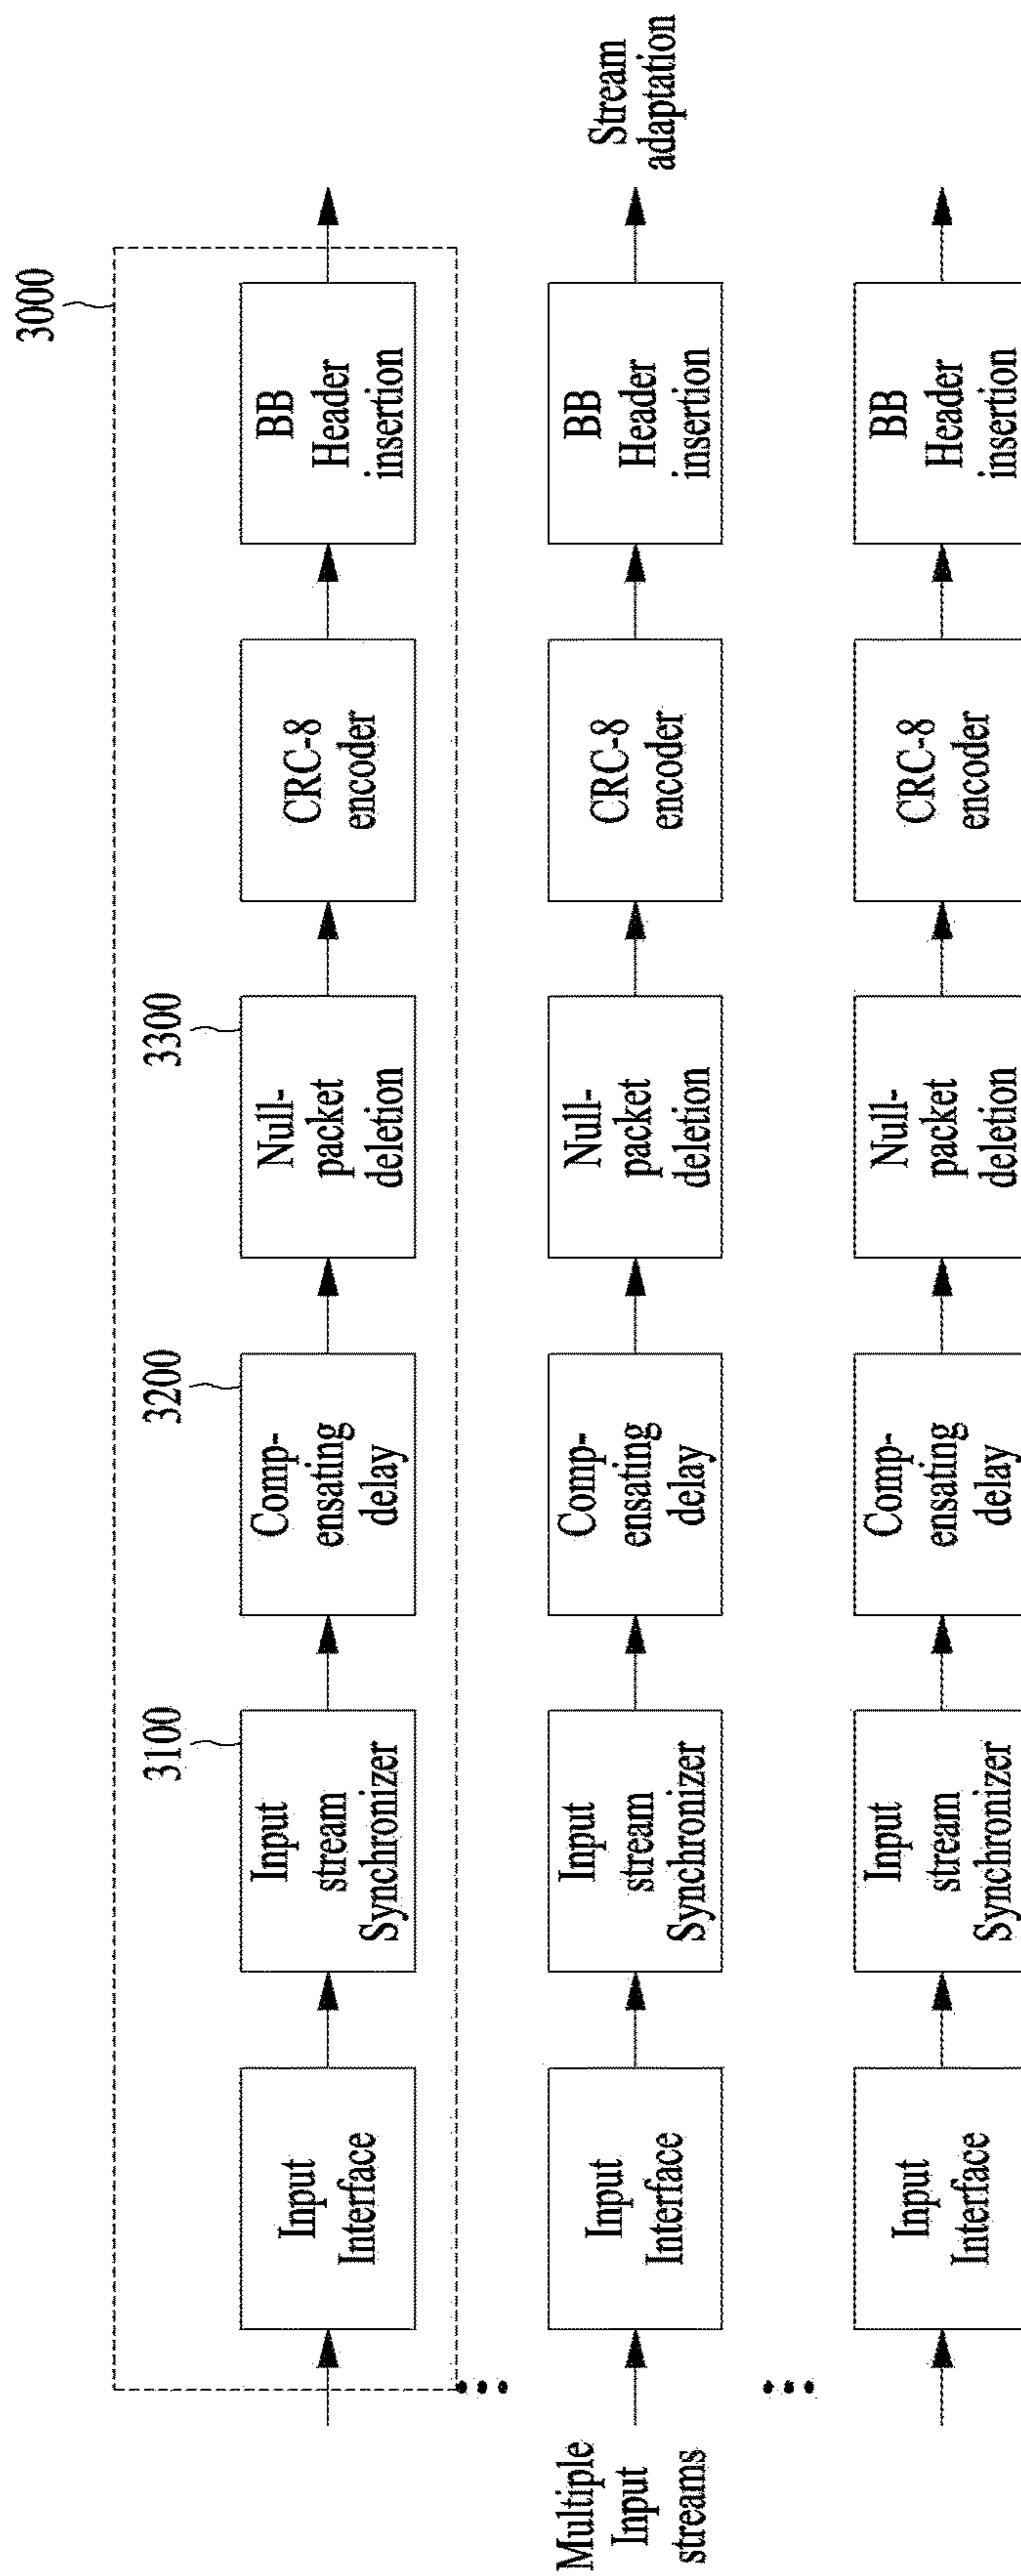 3000
3100
3200
3300
Input
Interface
Input
stream
Synchronizer
Comp-
ensating
delay
Null-
packet
deletion
CRC-8
encoder
BB
Header
insertion
Multiple
Input
streams
Input
Interface
Input
stream
Synchronizer
Comp-
ensating
delay
Null-
packet
deletion
CRC-8
encoder
BB
Header
insertion
Stream
adaptation
Input
Interface
Input
stream
Synchronizer
Comp-
ensating
delay
Null-
packet
deletion
CRC-8
encoder
BB
Header
insertion